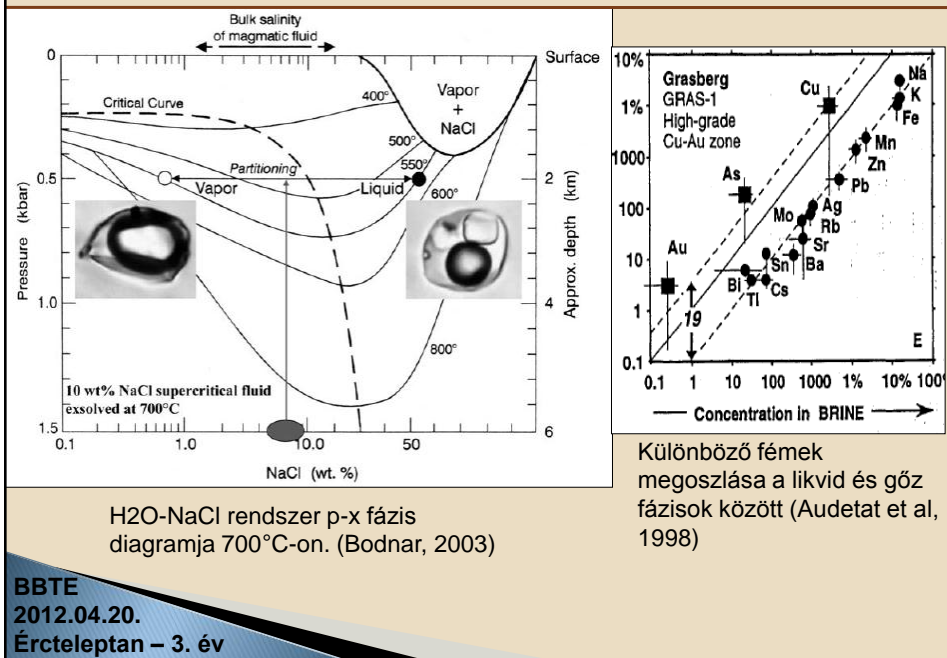 Bulk salinity
of magmatic fluid
0
Surface
Critical Curve
400°
Vapor
+
NaCl
500°
Partitioning
550°
0.5
Vapor
Liquid
600°
2
Pressure (kbar)
Approx. depth (km)
1.0
4
800°
10 wt% NaCl supercritical fluid
exsolved at 700°C
1.5
6
0.1
1.0
10.0
50
NaCl (wt. %)
10%
Grasberg
GRAS-1
High-grade
Cu-Au zone
Cu
Na
K
Fe
1%
Mn
Zn
1000
As
Pb
100
Mo
Ag
Rb
Sr
Au
10
Sn
Ba
Bi
Tl
Cs
1
19
E
0.1
0.1
1
10
100
1000
1%
10%
100
Concentration in BRINE
H2O-NaCl rendszer p-x fázis
diagramja 700°C-on. (Bodnar, 2003)
Különböző fémek
megoszlása a likvid és gőz
fázisok között (Audetat et al,
1998)
BBTE
2012.04.20.
Ércteleptan – 3. év